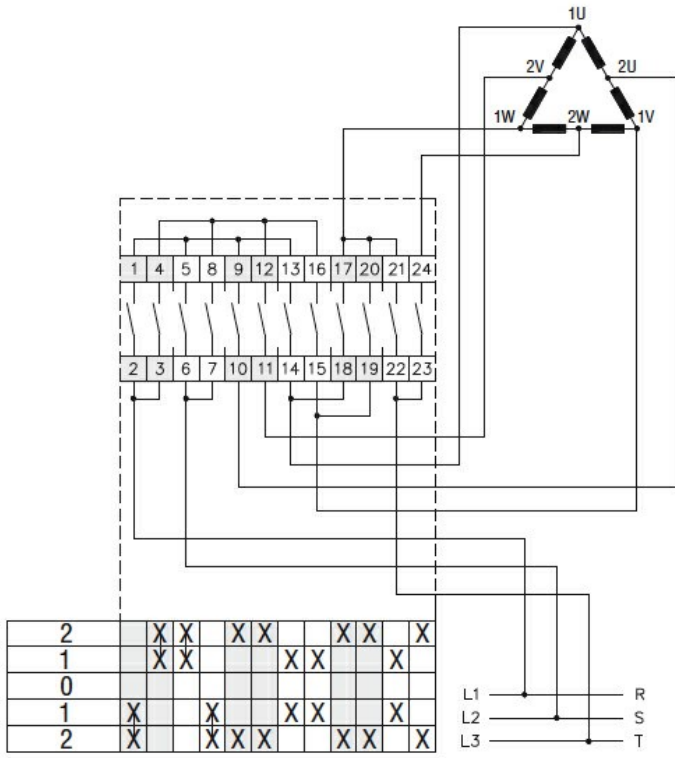 1U
2V 2U
1W 2W 1V
1 4 5 8 9 12 13 16 17 20 21 24
2 3 6 7 10 11 14 15 18 19 22 23
2 X X X X X X X
1 X X X X X
0
1 X X X X X
2 X X X X X X X
L1 R
L2 S
L3 T